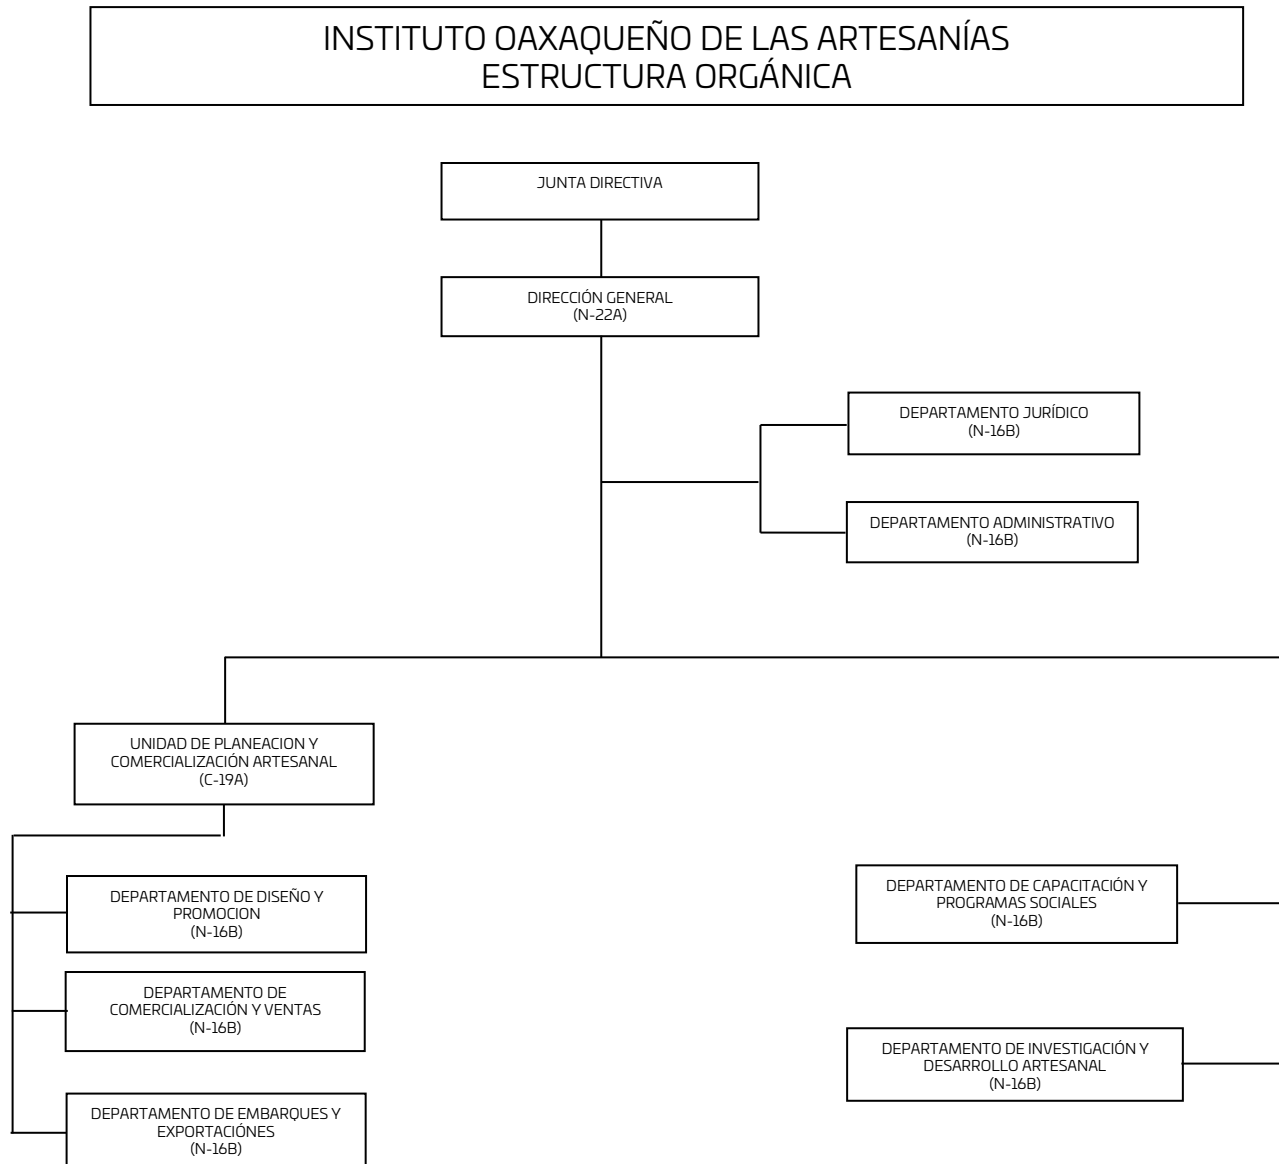 INSTITUTO OAXAQUEÑO DE LAS ARTESANÍAS
ESTRUCTURA ORGÁNICA
JUNTA DIRECTIVA
DIRECCIÓN GENERAL
(N-22A)
DEPARTAMENTO JURÍDICO
(N-16B)
DEPARTAMENTO ADMINISTRATIVO
(N-16B)
UNIDAD DE PLANEACION Y
COMERCIALIZACIÓN ARTESANAL
(C-19A)
DEPARTAMENTO DE DISEÑO Y
PROMOCION
(N-16B)
DEPARTAMENTO DE
COMERCIALIZACIÓN Y VENTAS
(N-16B)
DEPARTAMENTO DE EMBARQUES Y
EXPORTACIÓNES
(N-16B)
DEPARTAMENTO DE CAPACITACIÓN Y
PROGRAMAS SOCIALES
(N-16B)
DEPARTAMENTO DE INVESTIGACIÓN Y
DESARROLLO ARTESANAL
(N-16B)